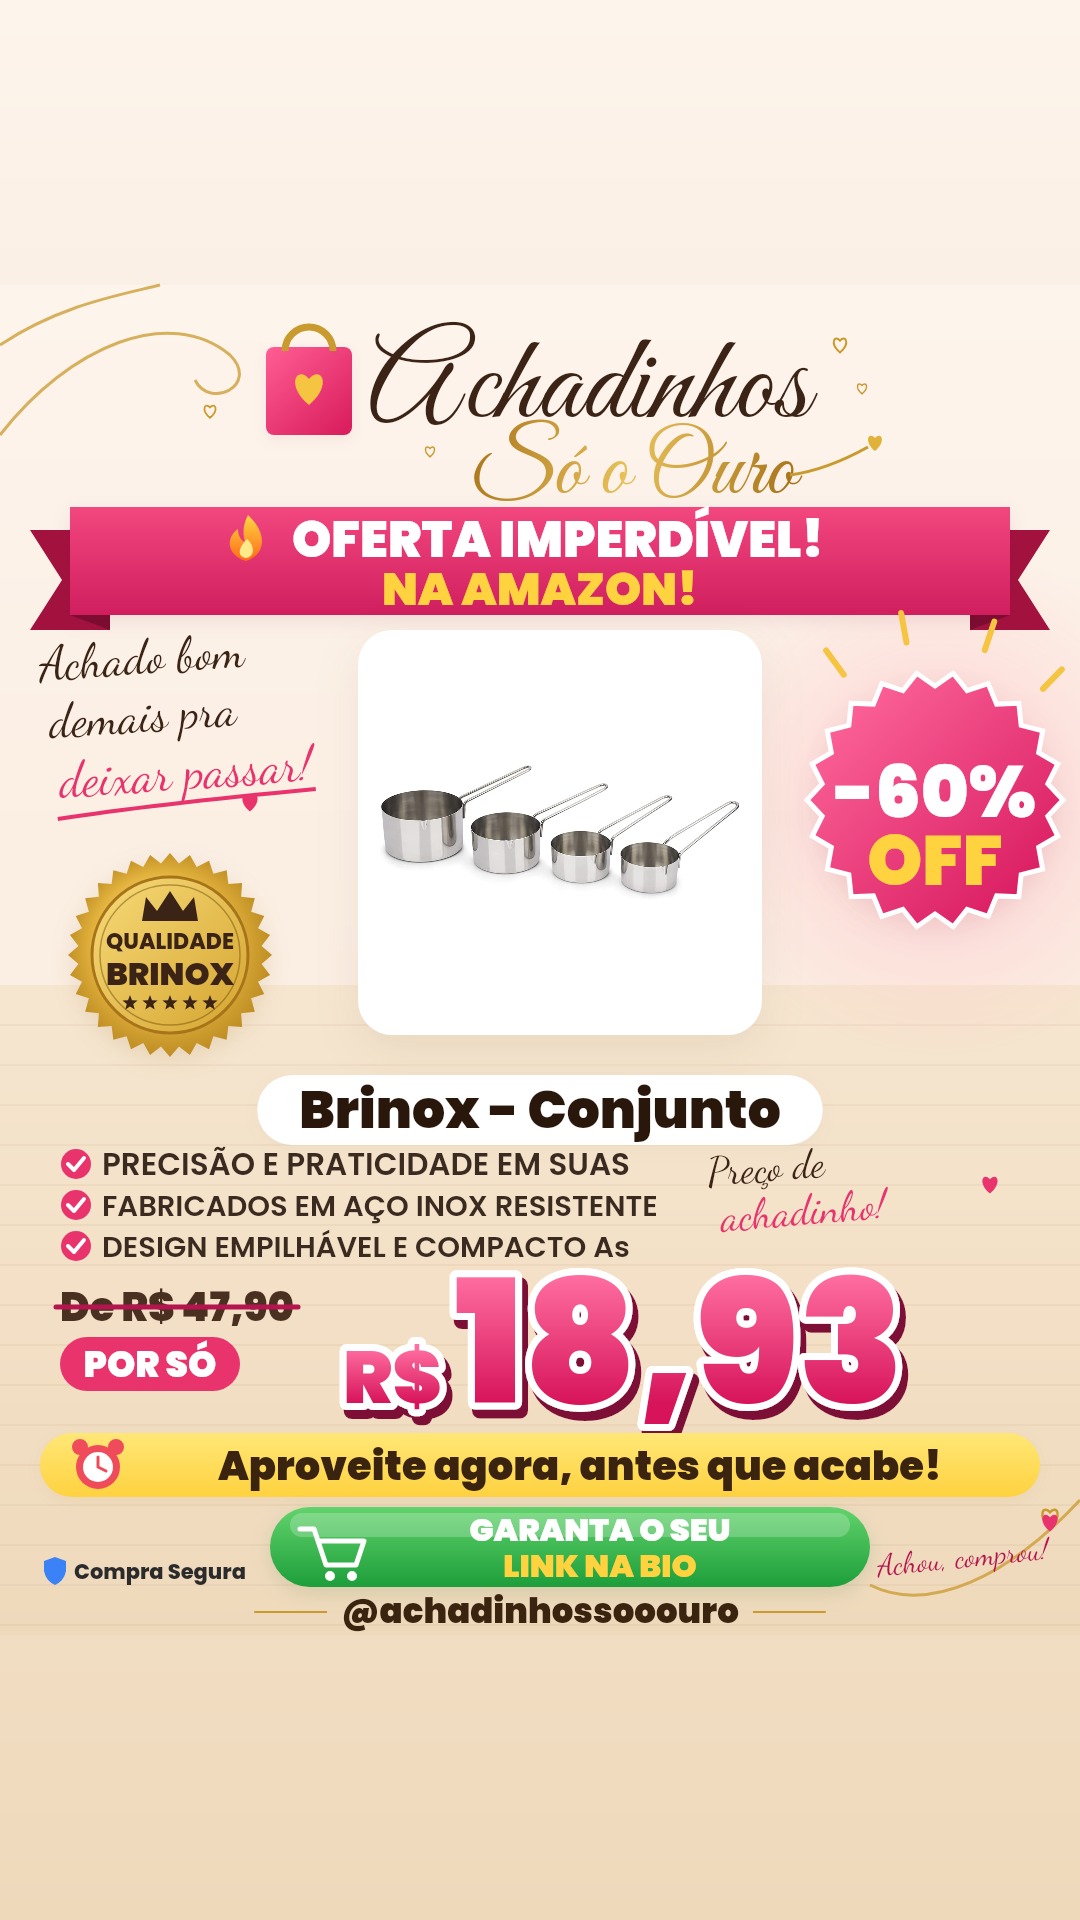 Achadinhos
Só o Ouro
OFERTA IMPERDÍVEL!
NA AMAZON!
Achado bom
demais pra
deixar passar!
-60%
OFF
QUALIDADE
BRINOX
Brinox - Conjunto
PRECISÃO E PRATICIDADE EM SUAS
FABRICADOS EM AÇO INOX RESISTENTE
DESIGN EMPILHÁVEL E COMPACTO As
Preço de
achadinho!
De R$ 47,90
POR SÓ
R$ 18,93
Aproveite agora, antes que acabe!
GARANTA O SEU
LINK NA BIO
Compra Segura
Achou, comprou!
@achadinhossooouro